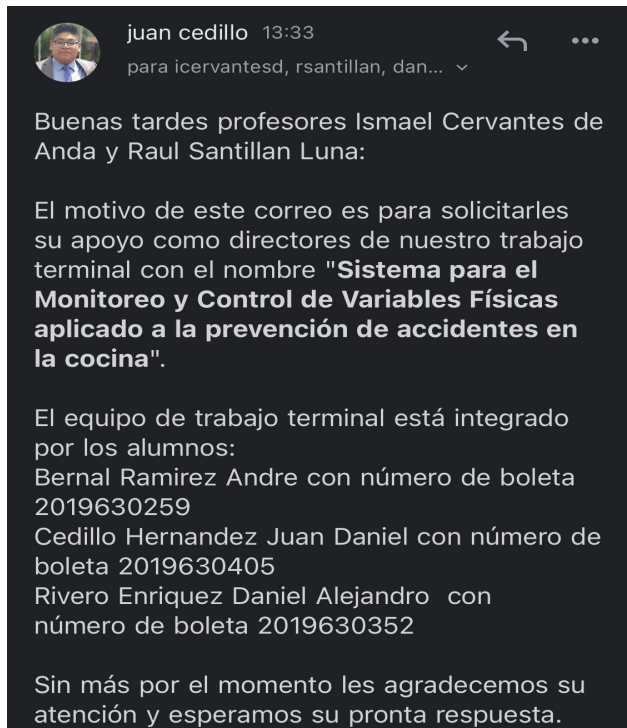 juan cedillo 13:33
para icervantesd, rsantillan, dan...
Buenas tardes profesores Ismael Cervantes de
Anda y Raul Santillan Luna:
El motivo de este correo es para solicitarles
su apoyo como directores de nuestro trabajo
terminal con el nombre "Sistema para el
Monitoreo y Control de Variables Físicas
aplicado a la prevención de accidentes en
la cocina".
El equipo de trabajo terminal está integrado
por los alumnos:
Bernal Ramirez Andre con número de boleta
2019630259
Cedillo Hernandez Juan Daniel con número de
boleta 2019630405
Rivero Enriquez Daniel Alejandro  con
número de boleta 2019630352
Sin más por el momento les agradecemos su
atención y esperamos su pronta respuesta.